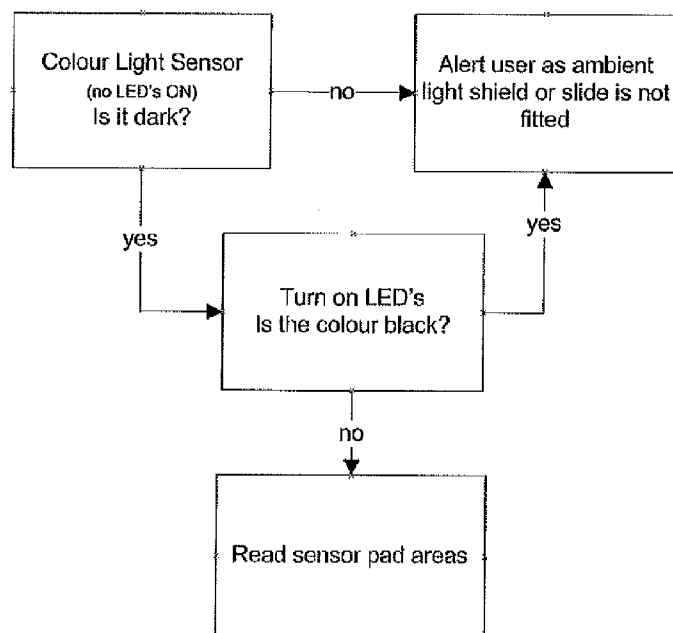 Colour Light Sensor
(no LED's ON)
Is it dark?
no
Alert user as ambient
light shield or slide is not
fitted
yes
yes
Turn on LED's
Is the colour black?
no
Read sensor pad areas